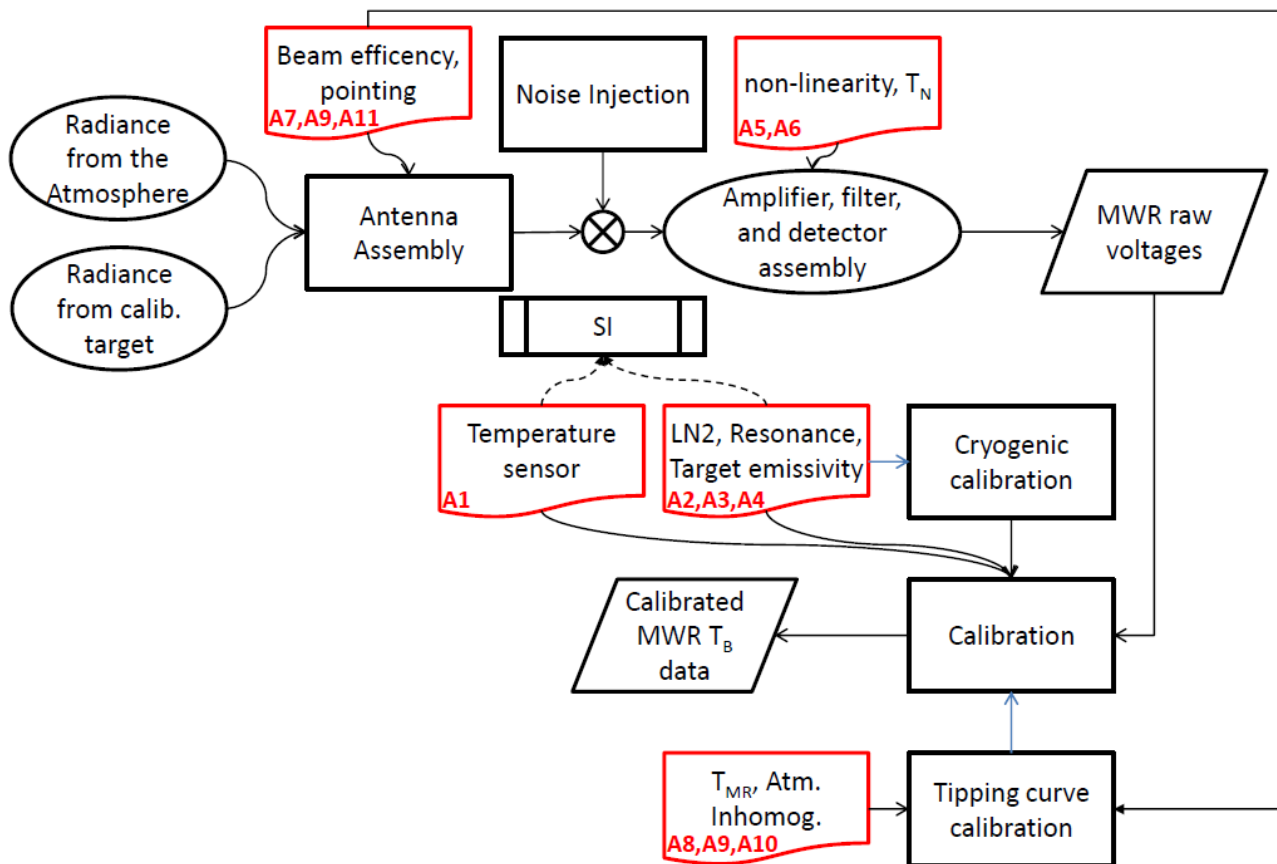 Beam efficency,
pointing
A7,A9,A11
Noise Injection
non-linearity, TN
A5,A6
Radiance
from the
Atmosphere
Antenna
Assembly
Amplifier, filter,
and detector
assembly
MWR raw
voltages
Radiance
from calib.
target
SI
Temperature
sensor
A1
LN2, Resonance,
Target emissivity
A2,A3,A4
Cryogenic
calibration
Calibrated
MWR TB
data
Calibration
TMR, Atm.
Inhomog.
A8,A9,A10
Tipping curve
calibration